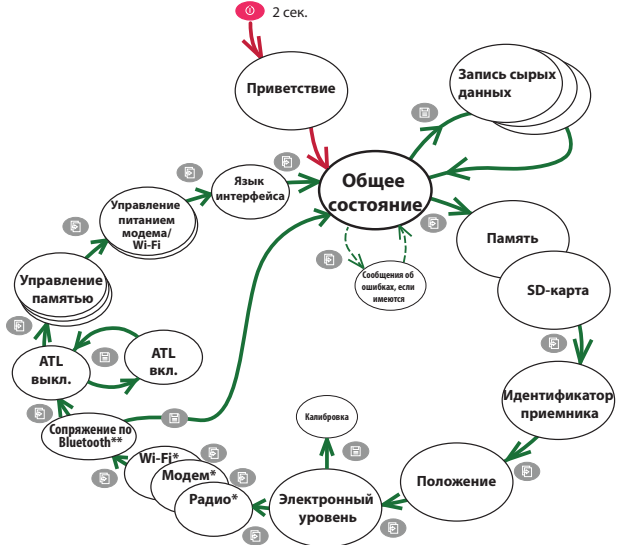 2 сек.
Приветствие
Запись сырых
данных
Общее
состояние
Язык
интерфейса
Управление
питанием
модема/
Wi-Fi
Память
Сообщения об
ошибках, если
имеются
Управление
памятью
SD-карта
ATL
выкл.
ATL
вкл.
Идентификатор
приемника
Калибровка
Сопряжение по
Bluetooth**
Wi-Fi*
Модем*
Радио*
Электронный
уровень
Положение